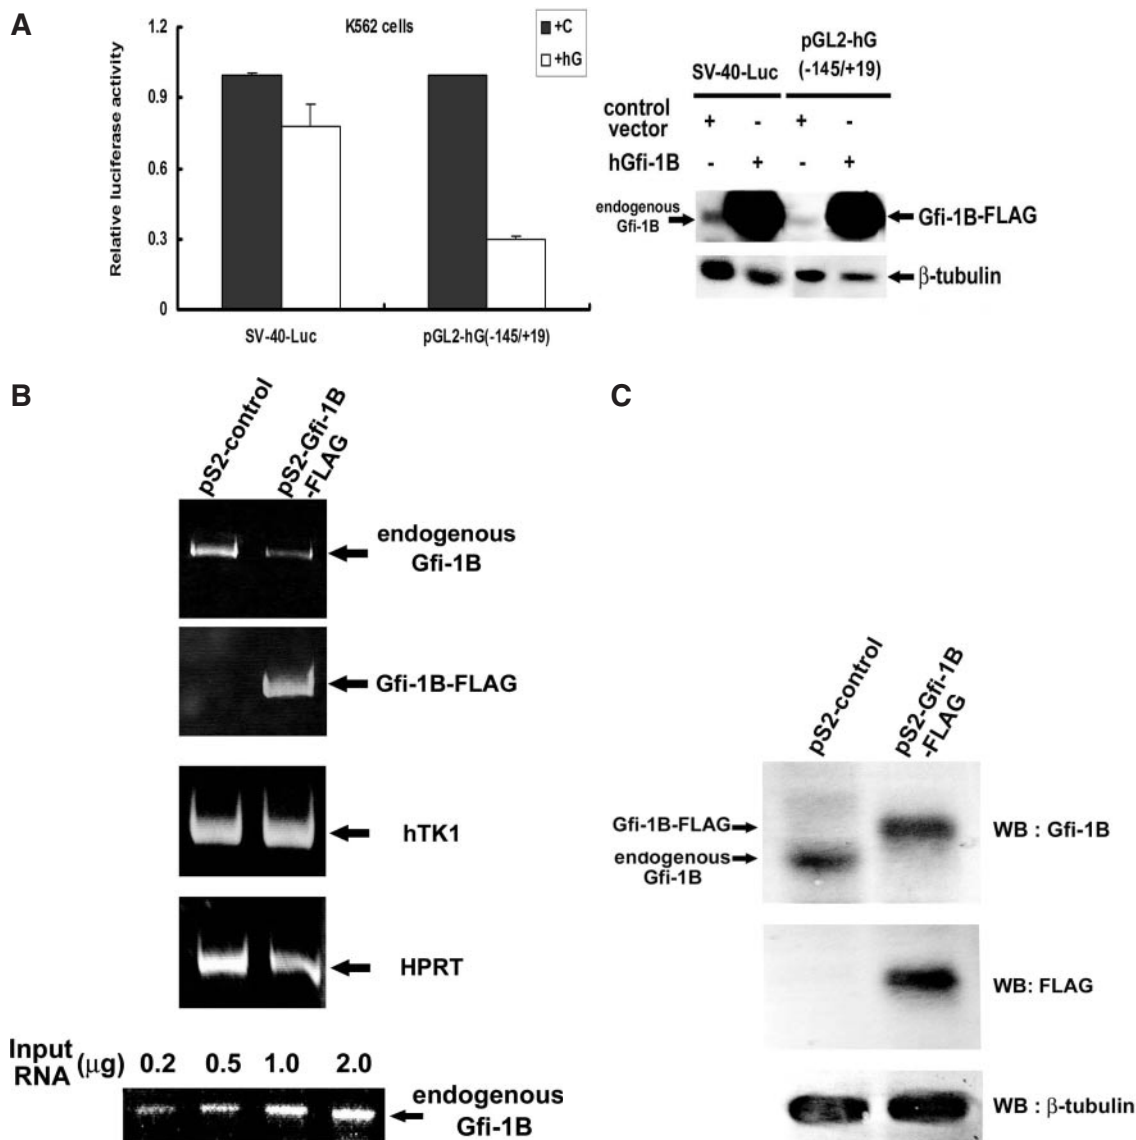 A
K562 cells
+C
+hG
Relative luciferase activity
1.2
0.9
0.6
0.3
0
SV-40-Luc
pGL2-hG(-145/+19)
SV-40-Luc
pGL2-hG
(-145/+19)
control
vector
+ - + -
hGfi-1B
- + - +
endogenous
Gfi-1B
Gfi-1B-FLAG
β-tubulin
B
pS2-control
pS2-Gfi-1B
-FLAG
endogenous
Gfi-1B
Gfi-1B-FLAG
hTK1
HPRT
Input
RNA
(μg)
0.2 0.5 1.0 2.0
endogenous
Gfi-1B
C
pS2-control
pS2-Gfi-1B
-FLAG
Gfi-1B-FLAG
endogenous
Gfi-1B
WB : Gfi-1B
WB: FLAG
WB : β-tubulin